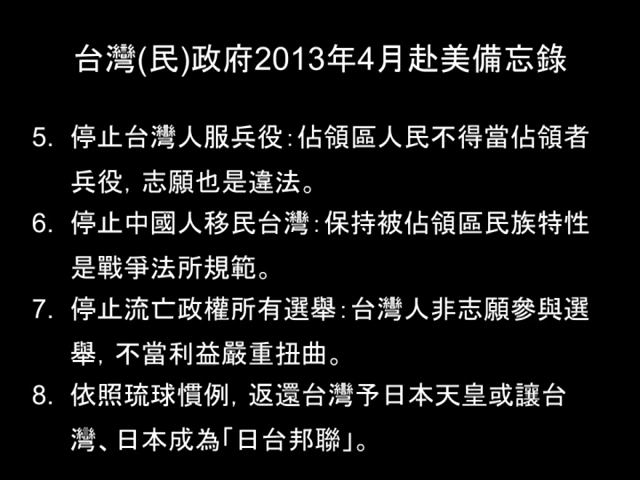 台灣(民)政府2013年4月赴美備忘錄
5. 停止台灣人服兵役：佔領區人民不得當佔領者
兵役，志願也是違法。
6. 停止中國人移民台灣：保持被佔領區民族特性
是戰爭法所規範。
7. 停止流亡政權所有選舉：台灣人非志願參與選
舉，不當利益嚴重扭曲。
8. 依照琉球慣例，返還台灣予日本天皇或讓台
灣、日本成為「日台邦聯」。